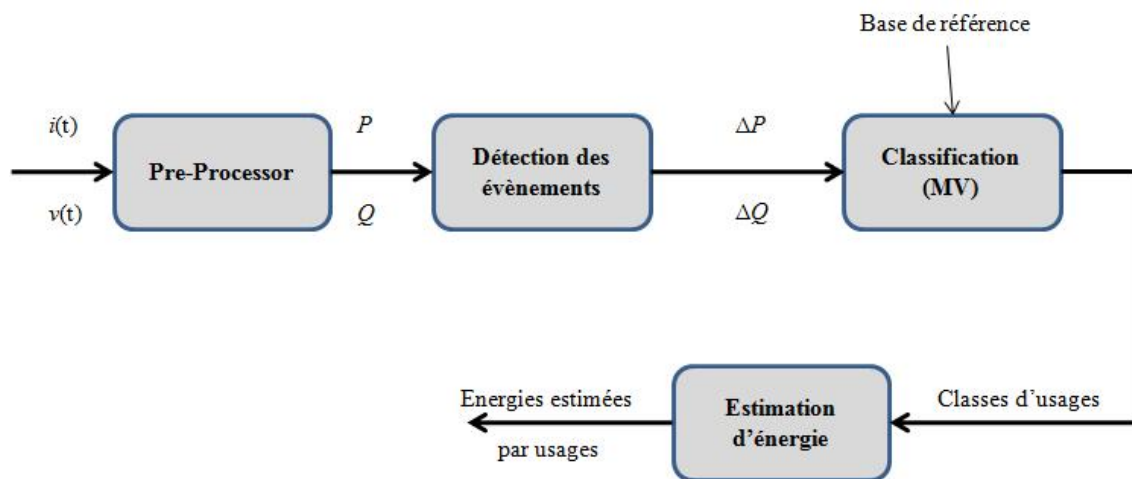 Base de référence
i(t)
P
ΔP
Pre-Processor
Détection des
évènements
Classification
(MV)
v(t)
Q
ΔQ
Energies estimées
par usages
Estimation
d'énergie
Classes d'usages